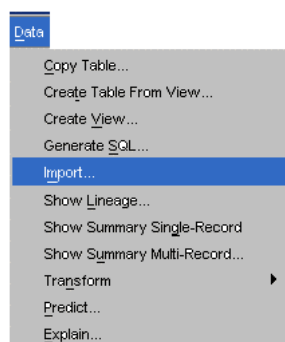 Data
Copy Table...
Create Table From View...
Create View...
Generate SQL...
Import...
Show Lineage...
Show Summary Single-Record
Show Summary Multi-Record...
Transform
Predict...
Explain...